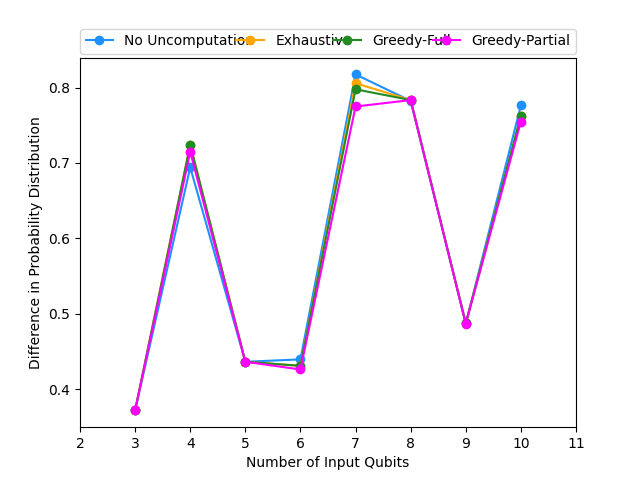 No Uncomputation Exhaustive Greedy-Full Greedy-Partial
Difference in Probability Distribution
0.8
0.7
0.6
0.5
0.4
2 3 4 5 6 7 8 9 10 11
Number of Input Qubits